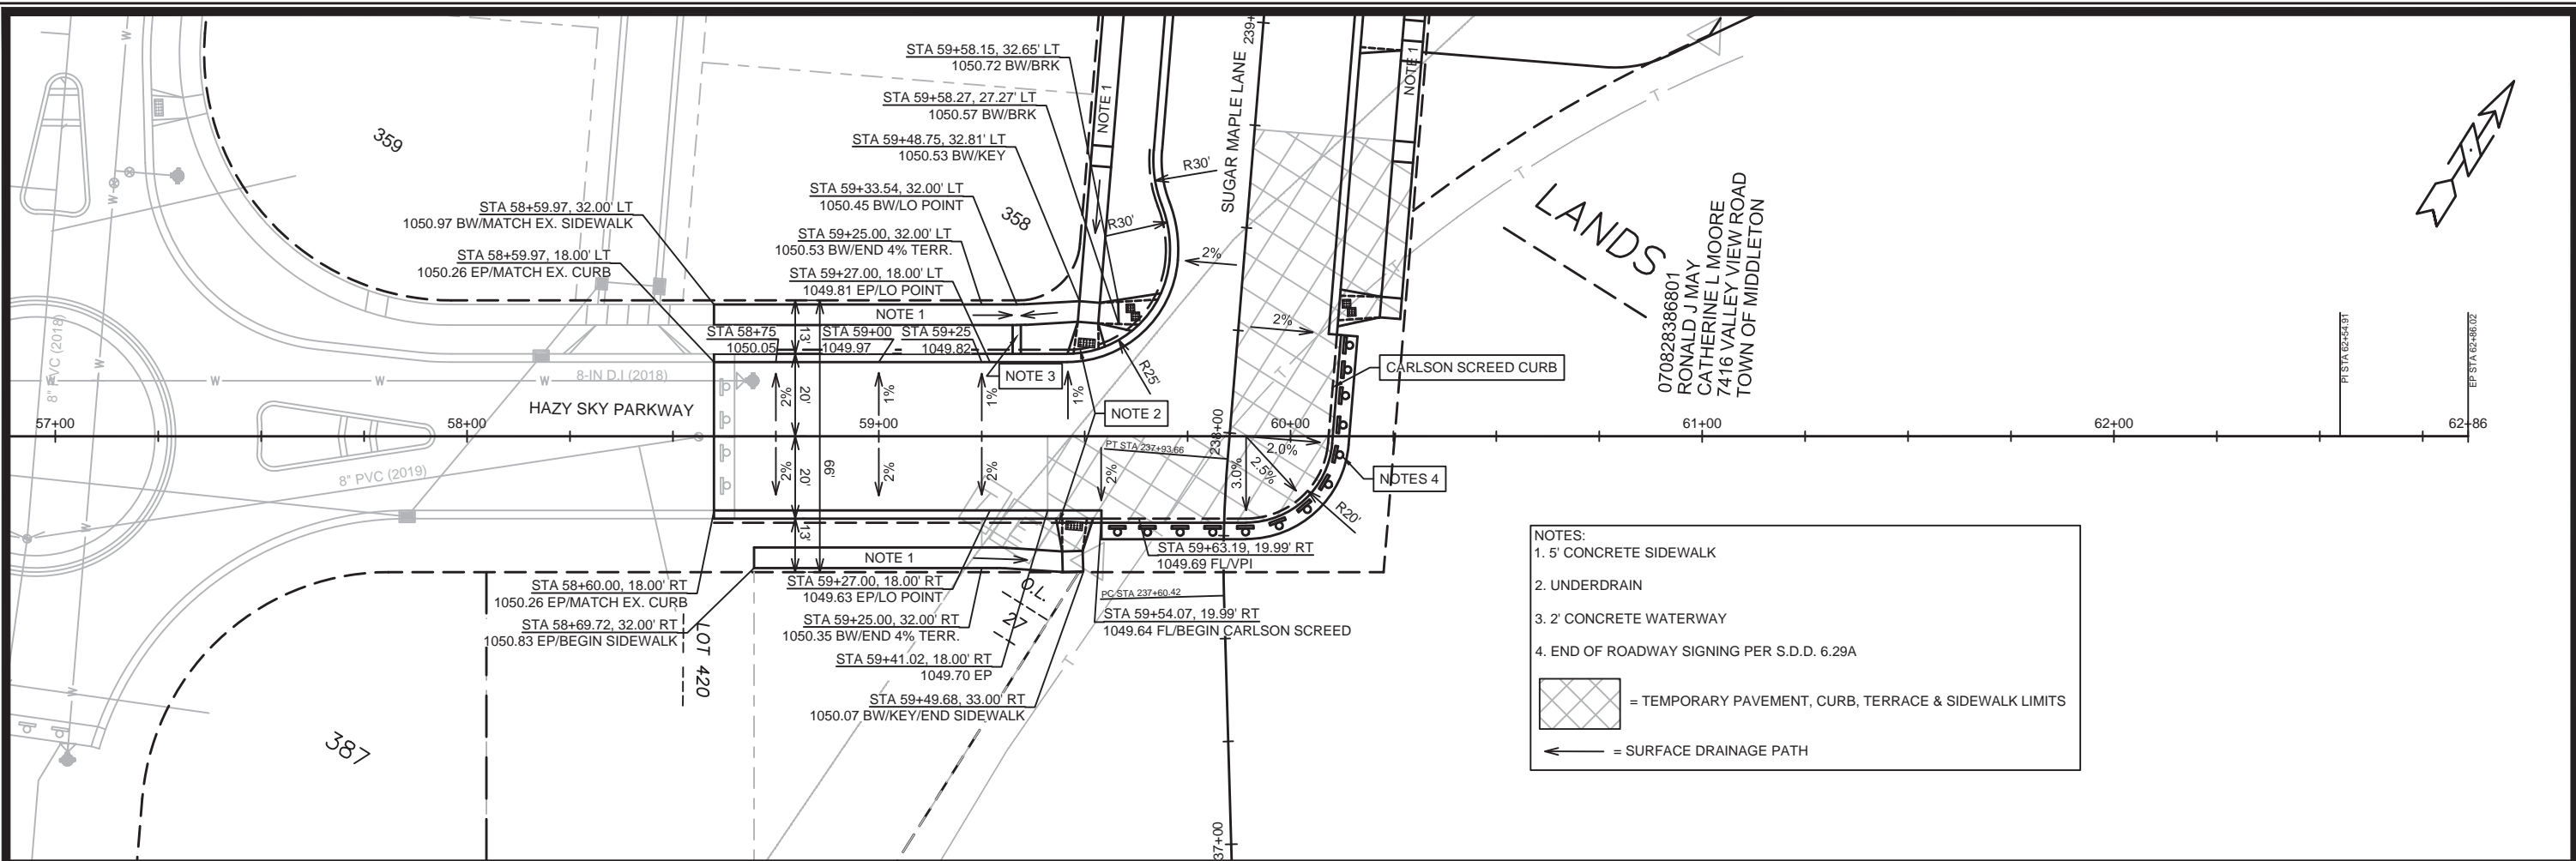 STA 59+58.15, 32.65' LT
1050.72 BW/BRK
STA 59+58.27, 27.27' LT
1050.57 BW/BRK
STA 59+48.75, 32.81' LT
1050.53 BW/KEY
STA 59+33.54, 32.00' LT
1050.45 BW/LO POINT
STA 58+59.97, 32.00' LT
1050.97 BW/MATCH EX. SIDEWALK
STA 59+25.00, 32.00' LT
1050.53 BW/END 4% TERR.
STA 58+59.97, 18.00' LT
1050.26 EP/MATCH EX. CURB
STA 59+27.00, 18.00' LT
1049.81 EP/LO POINT
359
358
NOTE 1
NOTE 1
NOTE 1
SUGAR MAPLE LANE
239+
R30'
R30'
2%
2%
LANDS
070828386801
RONALD J MAY
CATHERINE L MOORE
7416 VALLEY VIEW ROAD
TOWN OF MIDDLETON
STA 58+75
1050.05
STA 59+00
1049.97
STA 59+25
1049.82
13'
20'
20'
13'
66'
NOTE 3
R25'
NOTE 2
CARLSON SCREED CURB
NOTES 4
PI STA 62+54.91
EP STA 62+86.02
W
W
W
W
W
W
W
W
W
W
W
8" PVC (2018)
8-IN D.I (2018)
8" PVC (2019)
HAZY SKY PARKWAY
57+00
58+00
59+00
60+00
61+00
62+00
62+86
2%
1%
1%
1%
2%
2%
2%
2%
PT STA 237+93.66
238+00
2.0%
2.5%
3.0%
R20'
T
T
T
T
T
NOTE 1
STA 59+63.19, 19.99' RT
1049.69 FL/VPI
STA 58+60.00, 18.00' RT
1050.26 EP/MATCH EX. CURB
STA 59+27.00, 18.00' RT
1049.63 EP/LO POINT
PC STA 237+60.42
STA 59+54.07, 19.99' RT
1049.64 FL/BEGIN CARLSON SCREED
STA 58+69.72, 32.00' RT
1050.83 EP/BEGIN SIDEWALK
STA 59+25.00, 32.00' RT
1050.35 BW/END 4% TERR.
STA 59+41.02, 18.00' RT
1049.70 EP
STA 59+49.68, 33.00' RT
1050.07 BW/KEY/END SIDEWALK
O.L.
27
LOT 420
387
37+00
NOTES:
1. 5' CONCRETE SIDEWALK
2. UNDERDRAIN
3. 2' CONCRETE WATERWAY
4. END OF ROADWAY SIGNING PER S.D.D. 6.29A
= TEMPORARY PAVEMENT, CURB, TERRACE & SIDEWALK LIMITS
= SURFACE DRAINAGE PATH